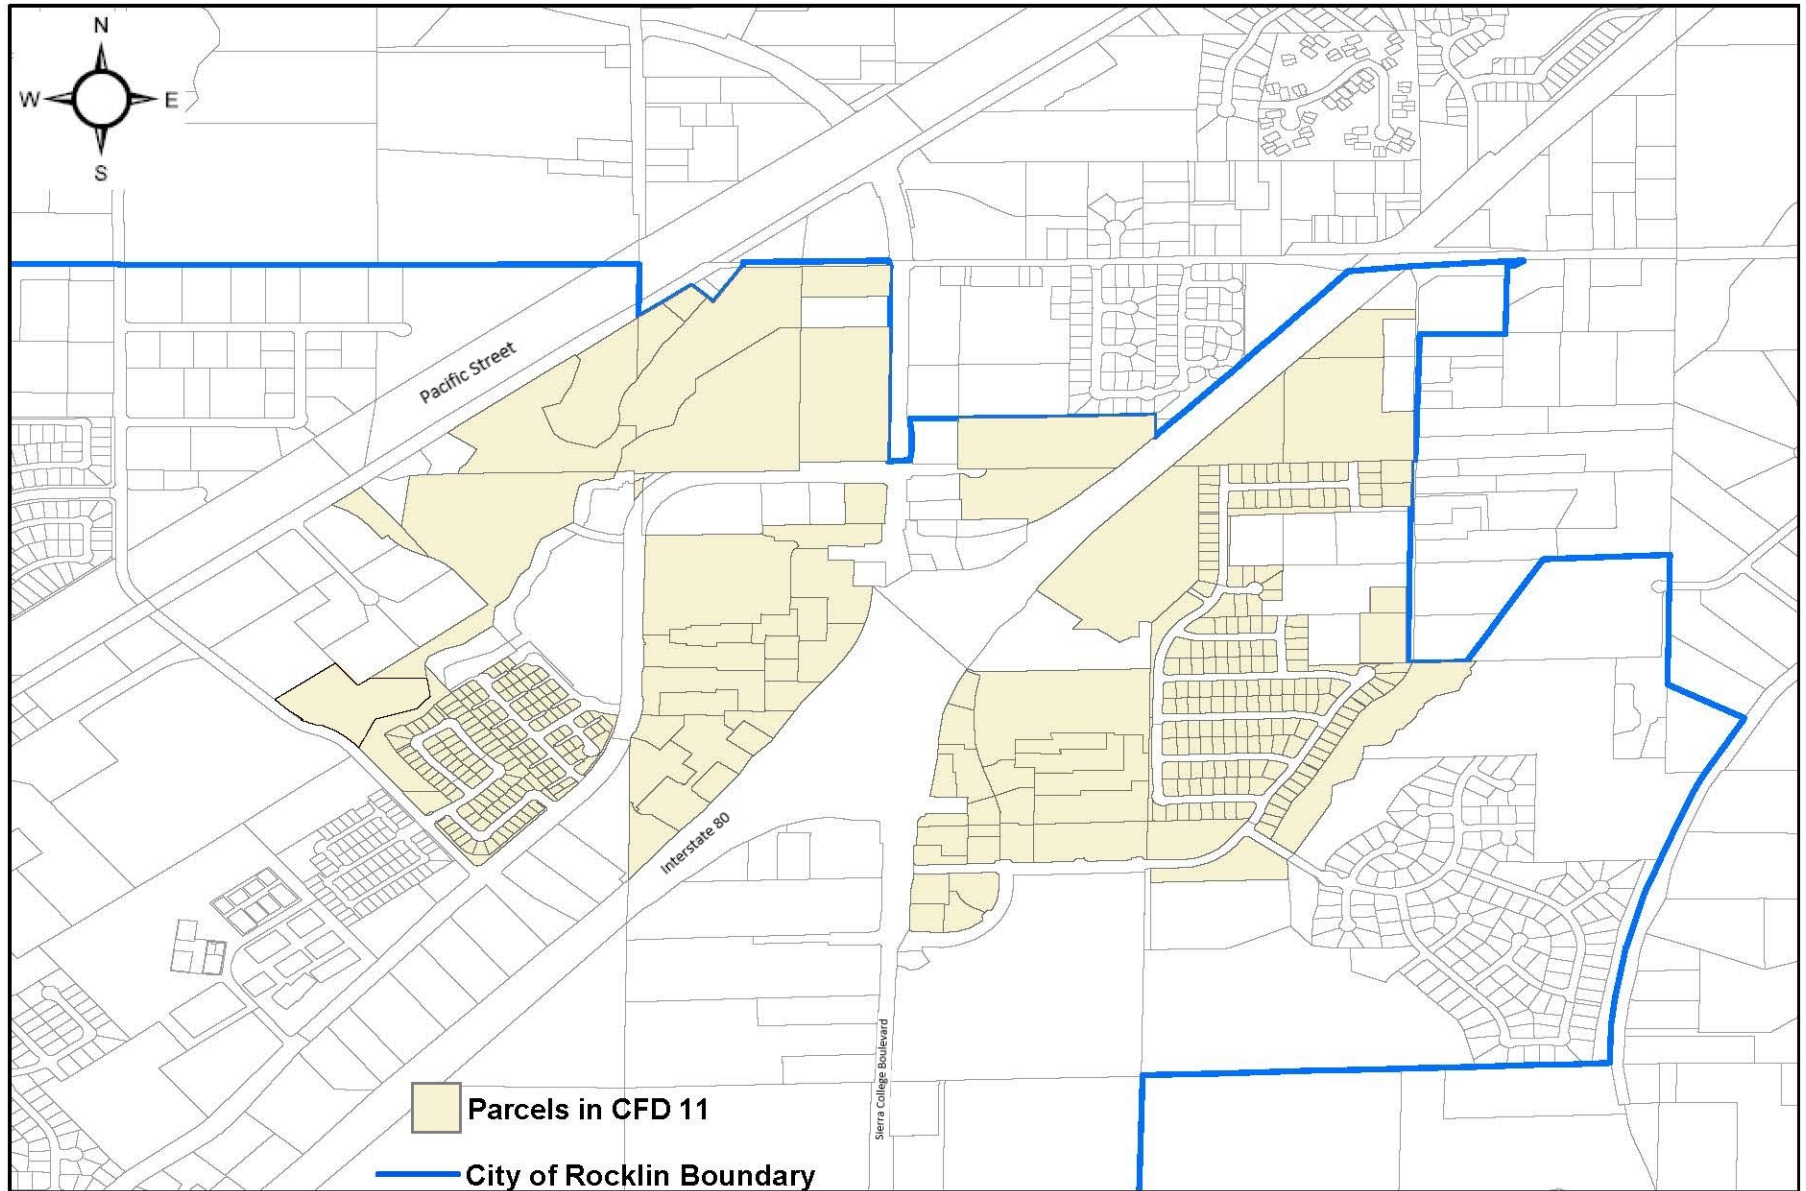 N
W E
S
Pacific Street
Interstate 80
Sierra College Boulevard
Parcels in CFD 11
City of Rocklin Boundary